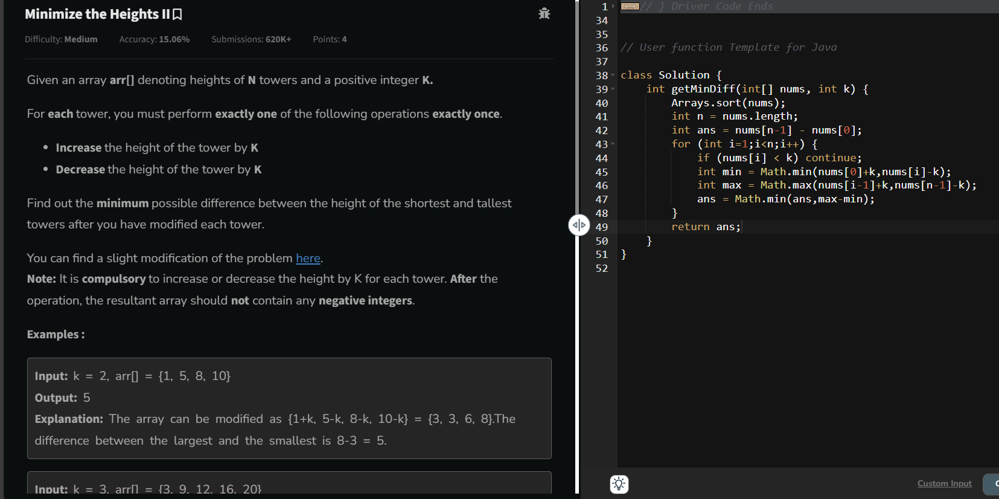 Minimize the Heights II
Difficulty: Medium Accuracy: 15.06% Submissions: 620K+ Points: 4
Given an array arr[] denoting heights of N towers and a positive integer K.
For each tower, you must perform exactly one of the following operations exactly once.
• Increase the height of the tower by K
• Decrease the height of the tower by K
Find out the minimum possible difference between the height of the shortest and tallest
towers after you have modified each tower.
You can find a slight modification of the problem here.
Note: It is compulsory to increase or decrease the height by K for each tower. After the
operation, the resultant array should not contain any negative integers.
Examples :
Input: k = 2, arr[] = {1, 5, 8, 10}
Output: 5
Explanation: The array can be modified as {1+k, 5-k, 8-k, 10-k} = {3, 3, 6, 8}.The
difference between the largest and the smallest is 8-3 = 5.
Input: k = 3, arr[] = {3, 9, 12, 16, 20}
1 // } Driver Code Ends
34
35
36 // User function Template for Java
37
38 class Solution {
39 int getMinDiff(int[] nums, int k) {
40 Arrays.sort(nums);
41 int n = nums.length;
42 int ans = nums[n-1] - nums[0];
43 for (int i=1;i<n;i++) {
44 if (nums[i] < k) continue;
45 int min = Math.min(nums[0]+k,nums[i]-k);
46 int max = Math.max(nums[i-1]+k,nums[n-1]-k);
47 ans = Math.min(ans,max-min);
48 }
49 return ans;
50 }
51 }
52
Custom Input